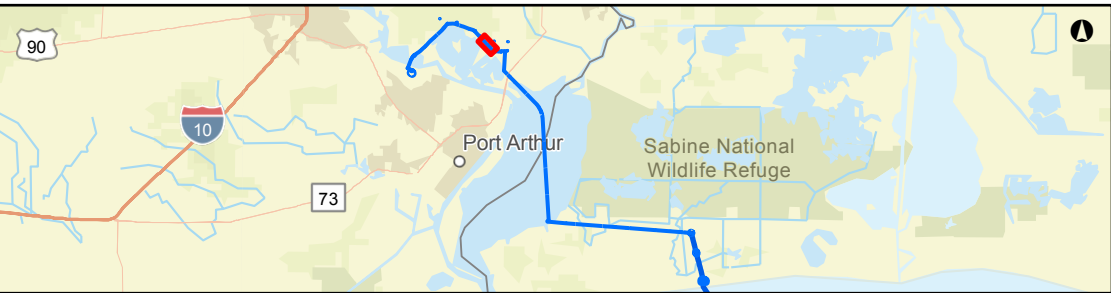 90
10
Port Arthur
Sabine National
Wildlife Refuge
73